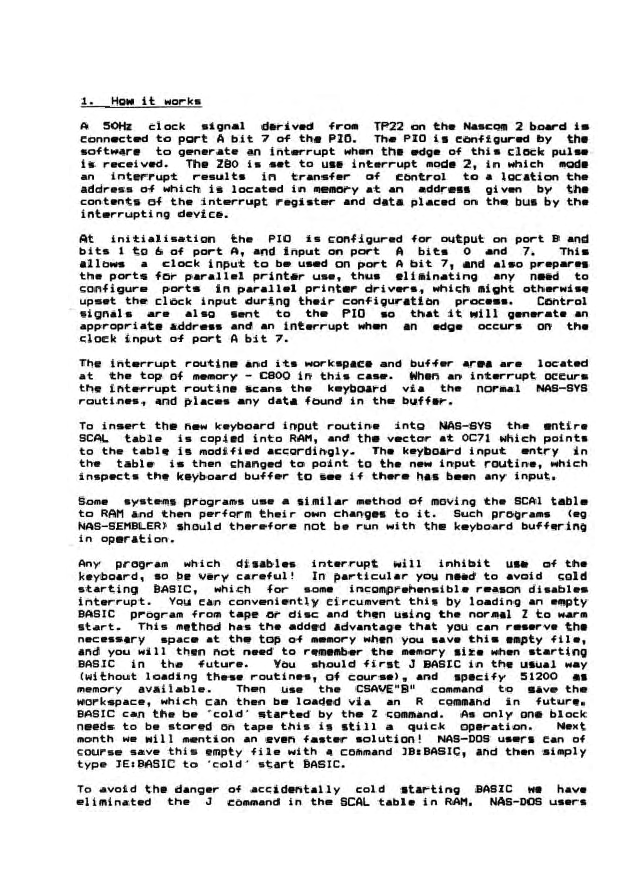 1. How it works
A 50Hz clock signal derived from TP22 on the Nascom 2 board is
connected to port A bit 7 of the PIO. The PIO is configured by the
software to generate an interrupt when the edge of this clock pulse
is received. The Z80 is set to use interrupt mode 2, in which mode
an interrupt results in transfer of control to a location the
address of which is located in memory at an address given by the
contents of the interrupt register and data placed on the bus by the
interrupting device.
At initialisation the PIO is configured for output on port B and
bits 1 to 6 of port A, and input on port A bits 0 and 7. This
allows a clock input to be used on port A bit 7, and also prepares
the ports for parallel printer use, thus eliminating any need to
configure ports in parallel printer drivers, which might otherwise
upset the clock input during their configuration process. Control
signals are also sent to the PIO so that it will generate an
appropriate address and an interrupt when an edge occurs on the
clock input of port A bit 7.
The interrupt routine and its workspace and buffer area are located
at the top of memory - C800 in this case. When an interrupt occurs
the interrupt routine scans the keyboard via the normal NAS-SYS
routines, and places any data found in the buffer.
To insert the new keyboard input routine into NAS-SYS the entire
SCAL table is copied into RAM, and the vector at 0C71 which points
to the table is modified accordingly. The keyboard input entry in
the table is then changed to point to the new input routine, which
inspects the keyboard buffer to see if there has been any input.
Some systems programs use a similar method of moving the SCAl table
to RAM and then perform their own changes to it. Such programs (eg
NAS-SEMBLER) should therefore not be run with the keyboard buffering
in operation.
Any program which disables interrupt will inhibit use of the
keyboard, so be very careful! In particular you need to avoid cold
starting BASIC, which for some incomprehensible reason disables
interrupt. You can conveniently circumvent this by loading an empty
BASIC program from tape or disc and then using the normal Z to warm
start. This method has the added advantage that you can reserve the
necessary space at the top of memory when you save this empty file,
and you will then not need to remember the memory size when starting
BASIC in the future. You should first J BASIC in the usual way
(without loading these routines, of course), and specify 51200 as
memory available. Then use the CSAVE"B" command to save the
workspace, which can then be loaded via an R command in future.
BASIC can the be 'cold' started by the Z command. As only one block
needs to be stored on tape this is still a quick operation. Next
month we will mention an even faster solution! NAS-DOS users can of
course save this empty file with a command ]B:BASIC, and then simply
type ]E:BASIC to 'cold' start BASIC.
To avoid the danger of accidentally cold starting BASIC we have
eliminated the J command in the SCAL table in RAM. NAS-DOS users